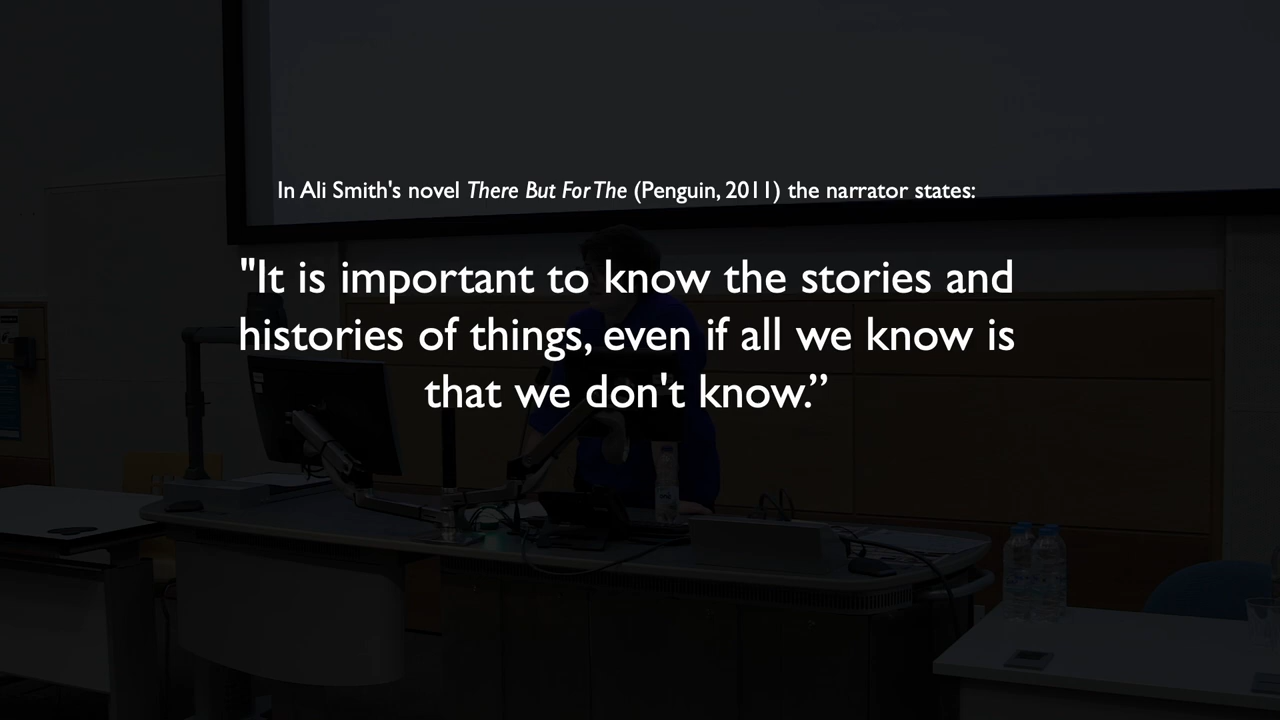 In Ali Smith's novel There But For The (Penguin, 2011) the narrator states:
"It is important to know the stories and
histories of things, even if all we know is
that we don't know.”